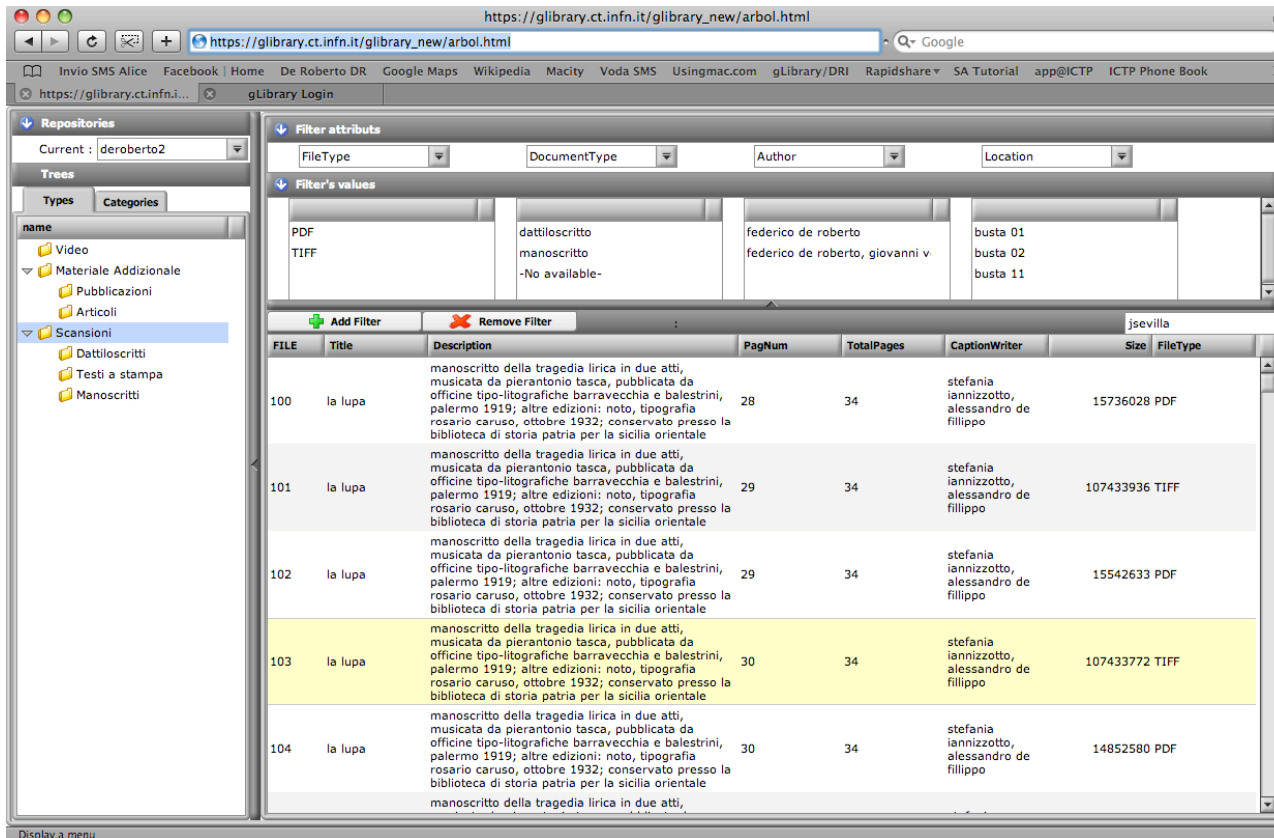 https://glibrary.ct.infn.it/glibrary_new/arbol.html
https://glibrary.ct.infn.it/glibrary_new/arbol.html
Google
Invio SMS Alice Facebook | Home De Roberto DR Google Maps Wikipedia Macity Voda SMS Usingmac.com gLibrary/DRI Rapidshare SA Tutorial app@ICTP ICTP Phone Book
https://glibrary.ct.infn.i... gLibrary Login
Repositories
Current : deroberto2
Trees
Types Categories
name
Video
Materiale Addizionale
Pubblicazioni
Articoli
Scansioni
Dattiloscritti
Testi a stampa
Manoscritti
Filter attributs
FileType DocumentType Author Location
Filter's values
PDF dattiloscritto federico de roberto busta 01
TIFF manoscritto federico de roberto, giovanni v busta 02
-No available- busta 11
Add Filter Remove Filter : jsevilla
FILE Title Description PagNum TotalPages CaptionWriter Size FileType
100 la lupa
manoscritto della tragedia lirica in due atti,
musicata da pierantonio tasca, pubblicata da
officine tipo-litografiche barravecchia e balestrini,
palermo 1919; altre edizioni: noto, tipografia
rosario caruso, ottobre 1932; conservato presso la
biblioteca di storia patria per la sicilia orientale
28 34
stefania
iannizzotto,
alessandro de
fillippo
15736028 PDF
101 la lupa
manoscritto della tragedia lirica in due atti,
musicata da pierantonio tasca, pubblicata da
officine tipo-litografiche barravecchia e balestrini,
palermo 1919; altre edizioni: noto, tipografia
rosario caruso, ottobre 1932; conservato presso la
biblioteca di storia patria per la sicilia orientale
29 34
stefania
iannizzotto,
alessandro de
fillippo
107433936 TIFF
102 la lupa
manoscritto della tragedia lirica in due atti,
musicata da pierantonio tasca, pubblicata da
officine tipo-litografiche barravecchia e balestrini,
palermo 1919; altre edizioni: noto, tipografia
rosario caruso, ottobre 1932; conservato presso la
biblioteca di storia patria per la sicilia orientale
29 34
stefania
iannizzotto,
alessandro de
fillippo
15542633 PDF
103 la lupa
manoscritto della tragedia lirica in due atti,
musicata da pierantonio tasca, pubblicata da
officine tipo-litografiche barravecchia e balestrini,
palermo 1919; altre edizioni: noto, tipografia
rosario caruso, ottobre 1932; conservato presso la
biblioteca di storia patria per la sicilia orientale
30 34
stefania
iannizzotto,
alessandro de
fillippo
107433772 TIFF
104 la lupa
manoscritto della tragedia lirica in due atti,
musicata da pierantonio tasca, pubblicata da
officine tipo-litografiche barravecchia e balestrini,
palermo 1919; altre edizioni: noto, tipografia
rosario caruso, ottobre 1932; conservato presso la
biblioteca di storia patria per la sicilia orientale
30 34
stefania
iannizzotto,
alessandro de
fillippo
14852580 PDF
manoscritto della tragedia lirica in due atti,
Display a menu